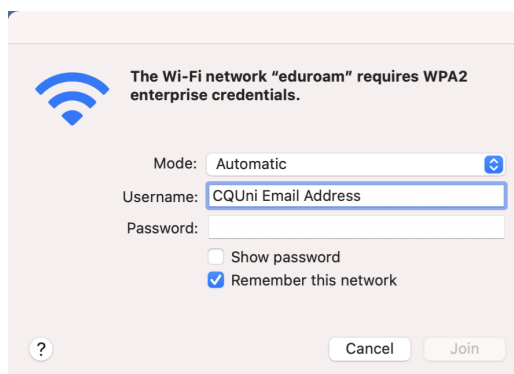 The Wi-Fi network “eduroam” requires WPA2
enterprise credentials.
Mode: Automatic
Username: CQUni Email Address
Password:
Show password
Remember this network
? Cancel Join